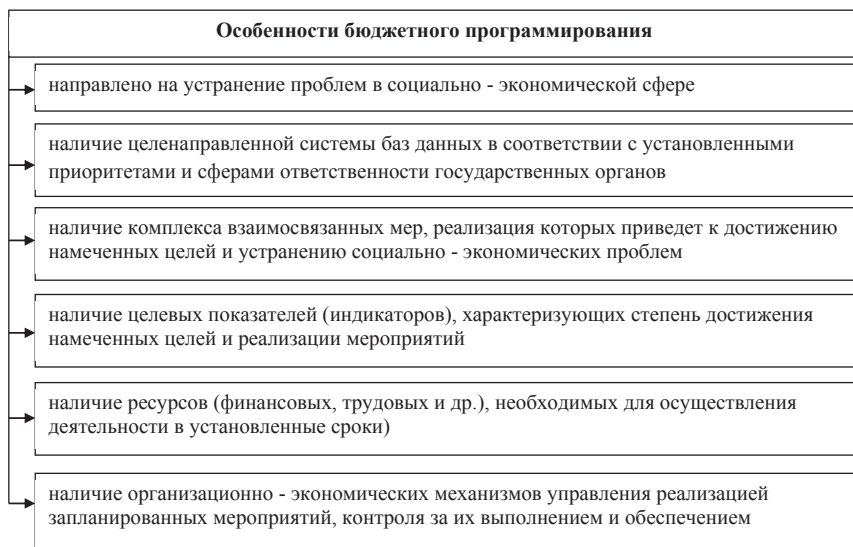 Особенности бюджетного программирования
направлено на устранение проблем в социально - экономической сфере
наличие целенаправленной системы баз данных в соответствии с установленными
приоритетами и сферами ответственности государственных органов
наличие комплекса взаимосвязанных мер, реализация которых приведет к достижению
намеченных целей и устранению социально - экономических проблем
наличие целевых показателей (индикаторов), характеризующих степень достижения
намеченных целей и реализации мероприятий
наличие ресурсов (финансовых, трудовых и др.), необходимых для осуществления
деятельности в установленные сроки)
наличие организационно - экономических механизмов управления реализацией
запланированных мероприятий, контроля за их выполнением и обеспечением